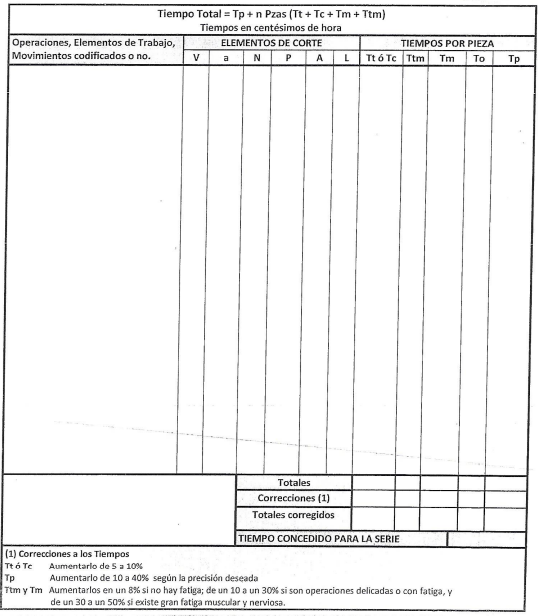 Tiempo Total = Tp + n Pzas (Tt + Tc + Tm + Ttm)
Tiempos en centésimos de hora
Operaciones, Elementos de Trabajo, Movimientos codificados o no.
ELEMENTOS DE CORTE
TIEMPOS POR PIEZA
V a N P A L Tt ó Tc Ttm Tm To Tp
Totales
Correcciones (1)
Totales corregidos
TIEMPO CONCEDIDO PARA LA SERIE
(1) Correcciones a los Tiempos
Tt ó Tc Aumentarlo de 5 a 10%
Tp Aumentarlo de 10 a 40% según la precisión deseada
Ttm y Tm Aumentarlos en un 8% si no hay fatiga; de un 10 a un 30% si son operaciones delicadas o con fatiga, y
de un 30 a un 50% si existe gran fatiga muscular y nerviosa.